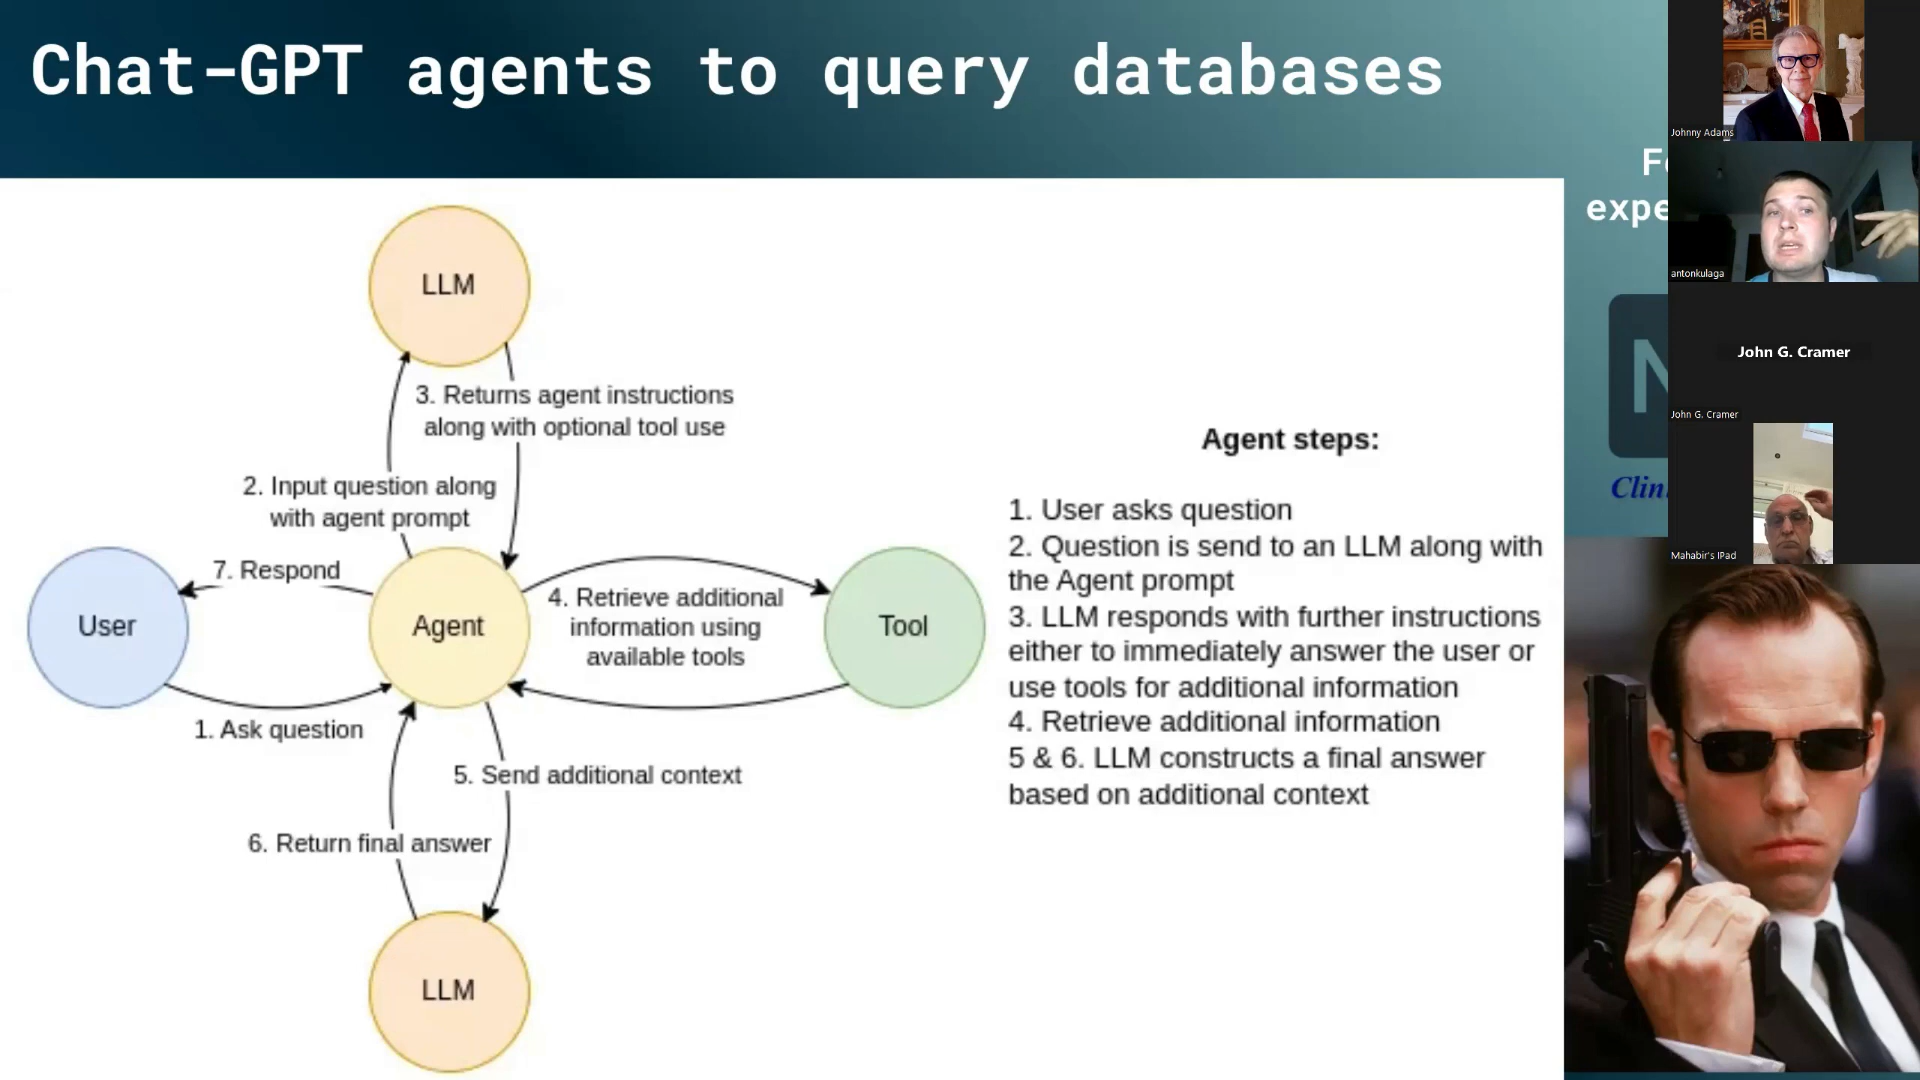 Chat-GPT agents to query databases
LLM
3. Returns agent instructions
along with optional tool use
2. Input question along
with agent prompt
7. Respond
User
Agent
4. Retrieve additional
information using
available tools
Tool
1. Ask question
5. Send additional context
6. Return final answer
LLM
Agent steps:
1. User asks question
2. Question is send to an LLM along with
the Agent prompt
3. LLM responds with further instructions
either to immediately answer the user or
use tools for additional information
4. Retrieve additional information
5 & 6. LLM constructs a final answer
based on additional context
Johnny Adams
antonkulaga
John G. Cramer
John G. Cramer
Mahabir's IPad